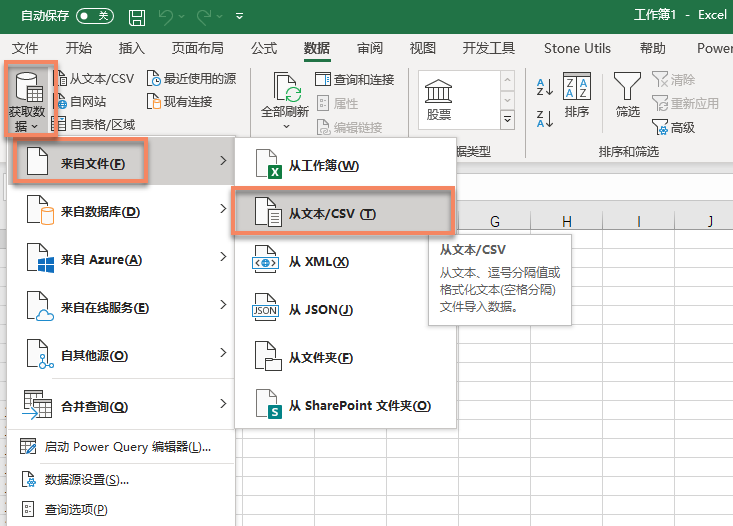 自动保存 关 工作簿1 - Excel
文件 开始 插入 页面布局 公式 数据 审阅 视图 开发工具 Stone Utils 帮助 Power
获取数
据
从文本/CSV
自网站
自表格/区域
最近使用的源
现有连接
全部刷新
查询和连接
属性
编辑链接
股票
据类型
排序
筛选
清除
重新应用
高级
排序和筛选
来自文件(F)
来自数据库(D)
来自 Azure(A)
来自在线服务(E)
自其他源(O)
合并查询(Q)
启动 Power Query 编辑器(L)...
数据源设置(S)...
查询选项(P)
从工作簿(W)
从文本/CSV (T)
从 XML(X)
从 JSON(J)
从文件夹(F)
从 SharePoint 文件夹(O)
G H I J
从文本/CSV
从文本、逗号分隔值或
格式化文本(空格分隔)
文件导入数据。